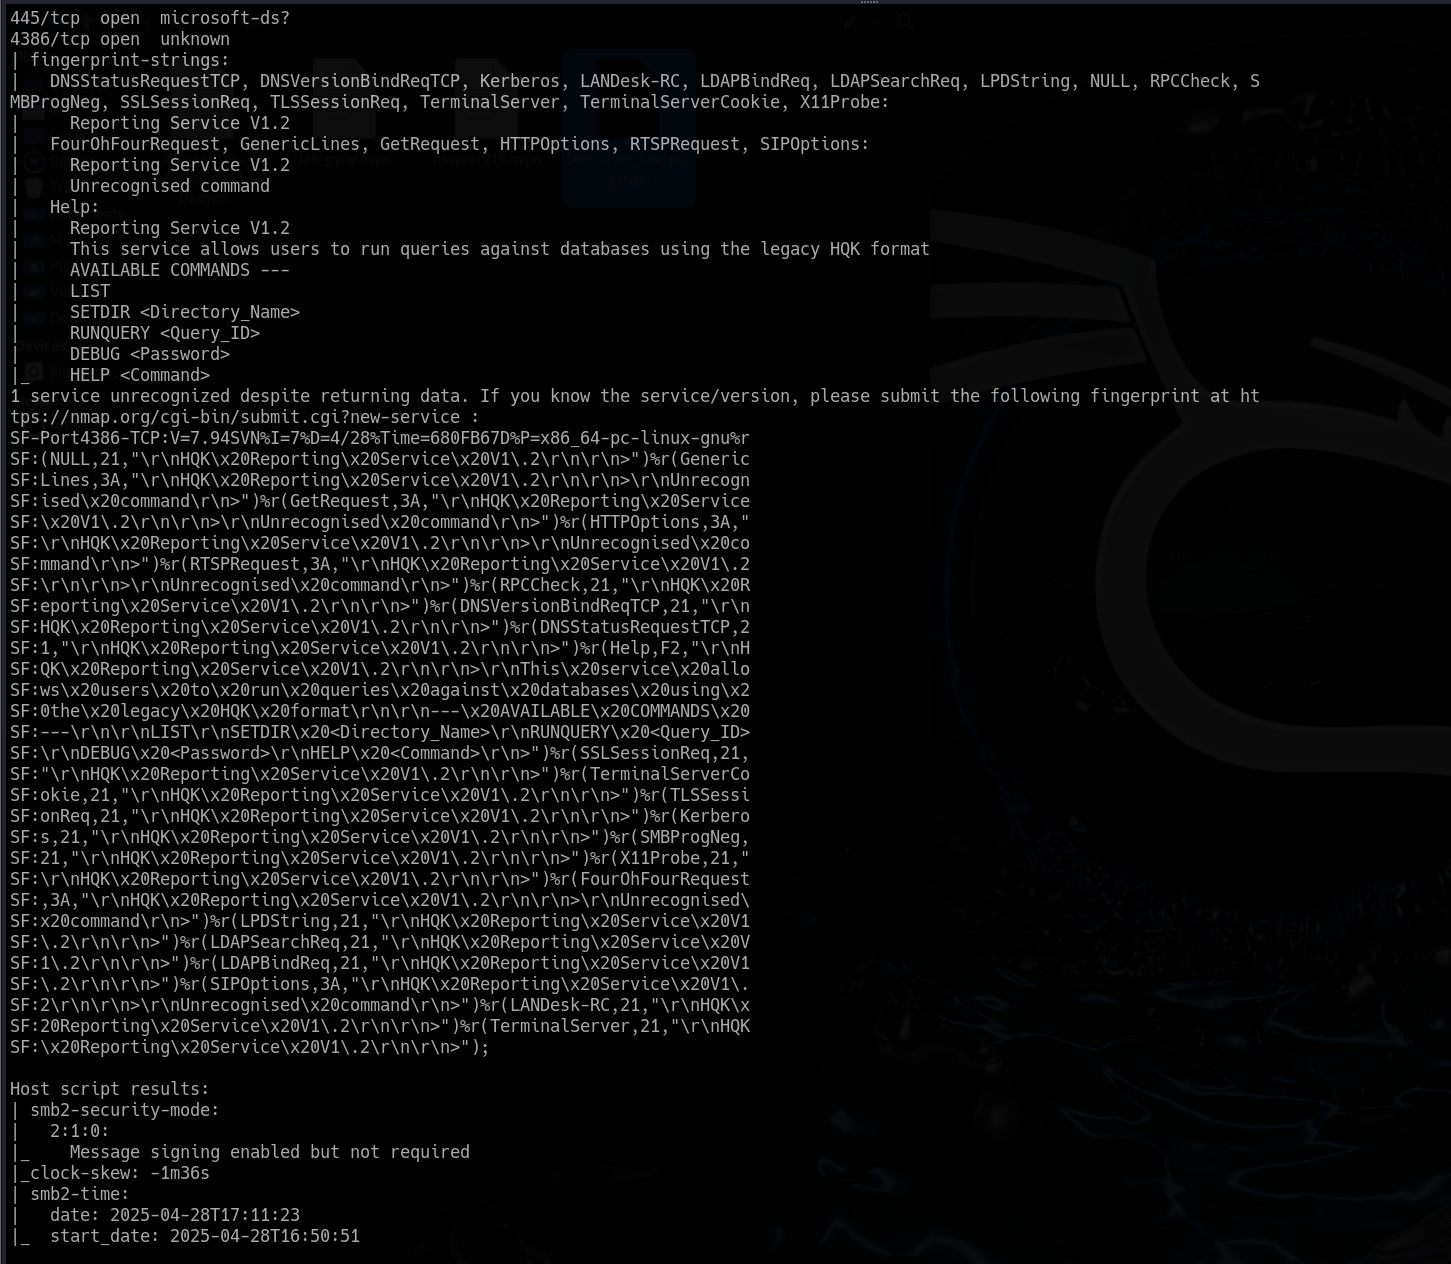 445/tcp  open  microsoft-ds?
4386/tcp open  unknown
| fingerprint-strings:
|   DNSStatusRequestTCP, DNSVersionBindReqTCP, Kerberos, LANDesk-RC, LDAPBindReq, LDAPSearchReq, LPDString, NULL, RPCCheck, S
MBProgNeg, SSLSessionReq, TLSSessionReq, TerminalServer, TerminalServerCookie, X11Probe:
|     Reporting Service V1.2
|   FourOhFourRequest, GenericLines, GetRequest, HTTPOptions, RTSPRequest, SIPOptions:
|     Reporting Service V1.2
|     Unrecognised command
|   Help:
|     Reporting Service V1.2
|     This service allows users to run queries against databases using the legacy HQK format
|     AVAILABLE COMMANDS ---
|     LIST
|     SETDIR <Directory_Name>
|     RUNQUERY <Query_ID>
|     DEBUG <Password>
|_    HELP <Command>
1 service unrecognized despite returning data. If you know the service/version, please submit the following fingerprint at ht
tps://nmap.org/cgi-bin/submit.cgi?new-service :
SF-Port4386-TCP:V=7.94SVN%I=7%D=4/28%Time=680FB67D%P=x86_64-pc-linux-gnu%r
SF:(NULL,21,"\r\nHQK\x20Reporting\x20Service\x20V1\.2\r\n\r\n>")%r(Generic
SF:Lines,3A,"\r\nHQK\x20Reporting\x20Service\x20V1\.2\r\n\r\n>\r\nUnrecogn
SF:ised\x20command\r\n>")%r(GetRequest,3A,"\r\nHQK\x20Reporting\x20Service
SF:\x20V1\.2\r\n\r\n>\r\nUnrecognised\x20command\r\n>")%r(HTTPOptions,3A,"
SF:\r\nHQK\x20Reporting\x20Service\x20V1\.2\r\n\r\n>\r\nUnrecognised\x20co
SF:mmand\r\n>")%r(RTSPRequest,3A,"\r\nHQK\x20Reporting\x20Service\x20V1\.2
SF:\r\n\r\n>\r\nUnrecognised\x20command\r\n>")%r(RPCCheck,21,"\r\nHQK\x20R
SF:eporting\x20Service\x20V1\.2\r\n\r\n>")%r(DNSVersionBindReqTCP,21,"\r\n
SF:HQK\x20Reporting\x20Service\x20V1\.2\r\n\r\n>")%r(DNSStatusRequestTCP,2
SF:1,"\r\nHQK\x20Reporting\x20Service\x20V1\.2\r\n\r\n>")%r(Help,F2,"\r\nH
SF:QK\x20Reporting\x20Service\x20V1\.2\r\n\r\n>\r\nThis\x20service\x20allo
SF:ws\x20users\x20to\x20run\x20queries\x20against\x20databases\x20using\x2
SF:0the\x20legacy\x20HQK\x20format\r\n\r\n---\x20AVAILABLE\x20COMMANDS\x20
SF:---\r\n\r\nLIST\r\nSETDIR\x20<Directory_Name>\r\nRUNQUERY\x20<Query_ID>
SF:\r\nDEBUG\x20<Password>\r\nHELP\x20<Command>\r\n>")%r(SSLSessionReq,21,
SF:"\r\nHQK\x20Reporting\x20Service\x20V1\.2\r\n\r\n>")%r(TerminalServerCo
SF:okie,21,"\r\nHQK\x20Reporting\x20Service\x20V1\.2\r\n\r\n>")%r(TLSSessi
SF:onReq,21,"\r\nHQK\x20Reporting\x20Service\x20V1\.2\r\n\r\n>")%r(Kerbero
SF:s,21,"\r\nHQK\x20Reporting\x20Service\x20V1\.2\r\n\r\n>")%r(SMBProgNeg,
SF:21,"\r\nHQK\x20Reporting\x20Service\x20V1\.2\r\n\r\n>")%r(X11Probe,21,"
SF:\r\nHQK\x20Reporting\x20Service\x20V1\.2\r\n\r\n>")%r(FourOhFourRequest
SF:,3A,"\r\nHQK\x20Reporting\x20Service\x20V1\.2\r\n\r\n>\r\nUnrecognised\
SF:x20command\r\n>")%r(LPDString,21,"\r\nHQK\x20Reporting\x20Service\x20V1
SF:\.2\r\n\r\n>")%r(LDAPSearchReq,21,"\r\nHQK\x20Reporting\x20Service\x20V
SF:1\.2\r\n\r\n>")%r(LDAPBindReq,21,"\r\nHQK\x20Reporting\x20Service\x20V1
SF:\.2\r\n\r\n>")%r(SIPOptions,3A,"\r\nHQK\x20Reporting\x20Service\x20V1\.
SF:2\r\n\r\n>\r\nUnrecognised\x20command\r\n>")%r(LANDesk-RC,21,"\r\nHQK\x
SF:20Reporting\x20Service\x20V1\.2\r\n\r\n>")%r(TerminalServer,21,"\r\nHQK
SF:\x20Reporting\x20Service\x20V1\.2\r\n\r\n>");

Host script results:
| smb2-security-mode:
|   2:1:0:
|_    Message signing enabled but not required
|_clock-skew: -1m36s
| smb2-time:
|   date: 2025-04-28T17:11:23
|_  start_date: 2025-04-28T16:50:51